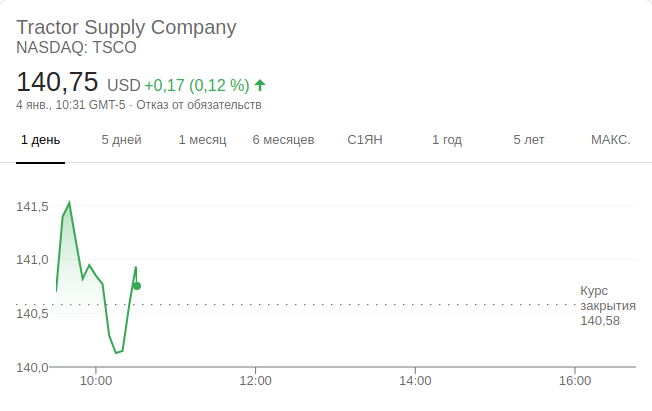 Tractor Supply Company
NASDAQ: TSCO
140,75 USD +0,17 (0,12 %)
4 янв., 10:31 GMT-5 · Отказ от обязательств
1 день 5 дней 1 месяц 6 месяцев С1ЯН 1 год 5 лет МАКС.
141,5
141,0
140,5
140,0
Курс
закрытия
140,58
10:00 12:00 14:00 16:00